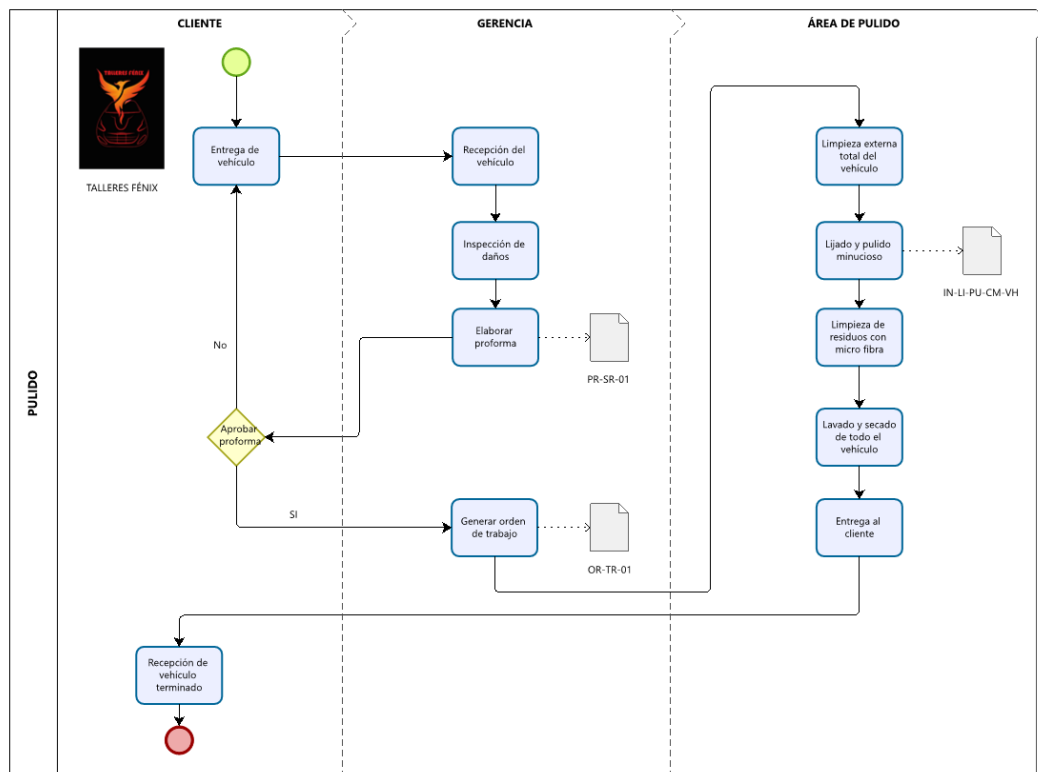 CLIENTE
GERENCIA
ÁREA DE PULIDO
PULIDO
TALLERES FÉNIX
TALLERES FÉNIX
Entrega de
vehículo
Recepción del
vehículo
Inspección de
daños
Elaborar
proforma
PR-SR-01
No
Aprobar
proforma
SI
Generar orden
de trabajo
OR-TR-01
Limpieza externa
total del
vehículo
Lijado y pulido
minucioso
IN-LI-PU-CM-VH
Limpieza de
residuos con
micro fibra
Lavado y secado
de todo el
vehículo
Entrega al
cliente
Recepción de
vehículo
terminado